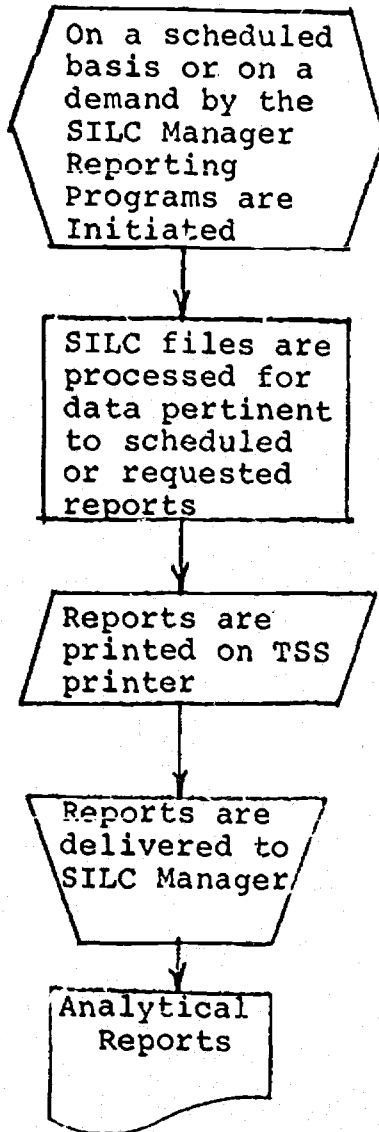 On a scheduled
basis or on a
demand by the
SILC Manager
Reporting
Programs are
Initiated
SILC files are
processed for
data pertinent
to scheduled
or requested
reports
Reports are
printed on TSS
printer
Reports are
delivered to
SILC Manager
Analytical
Reports